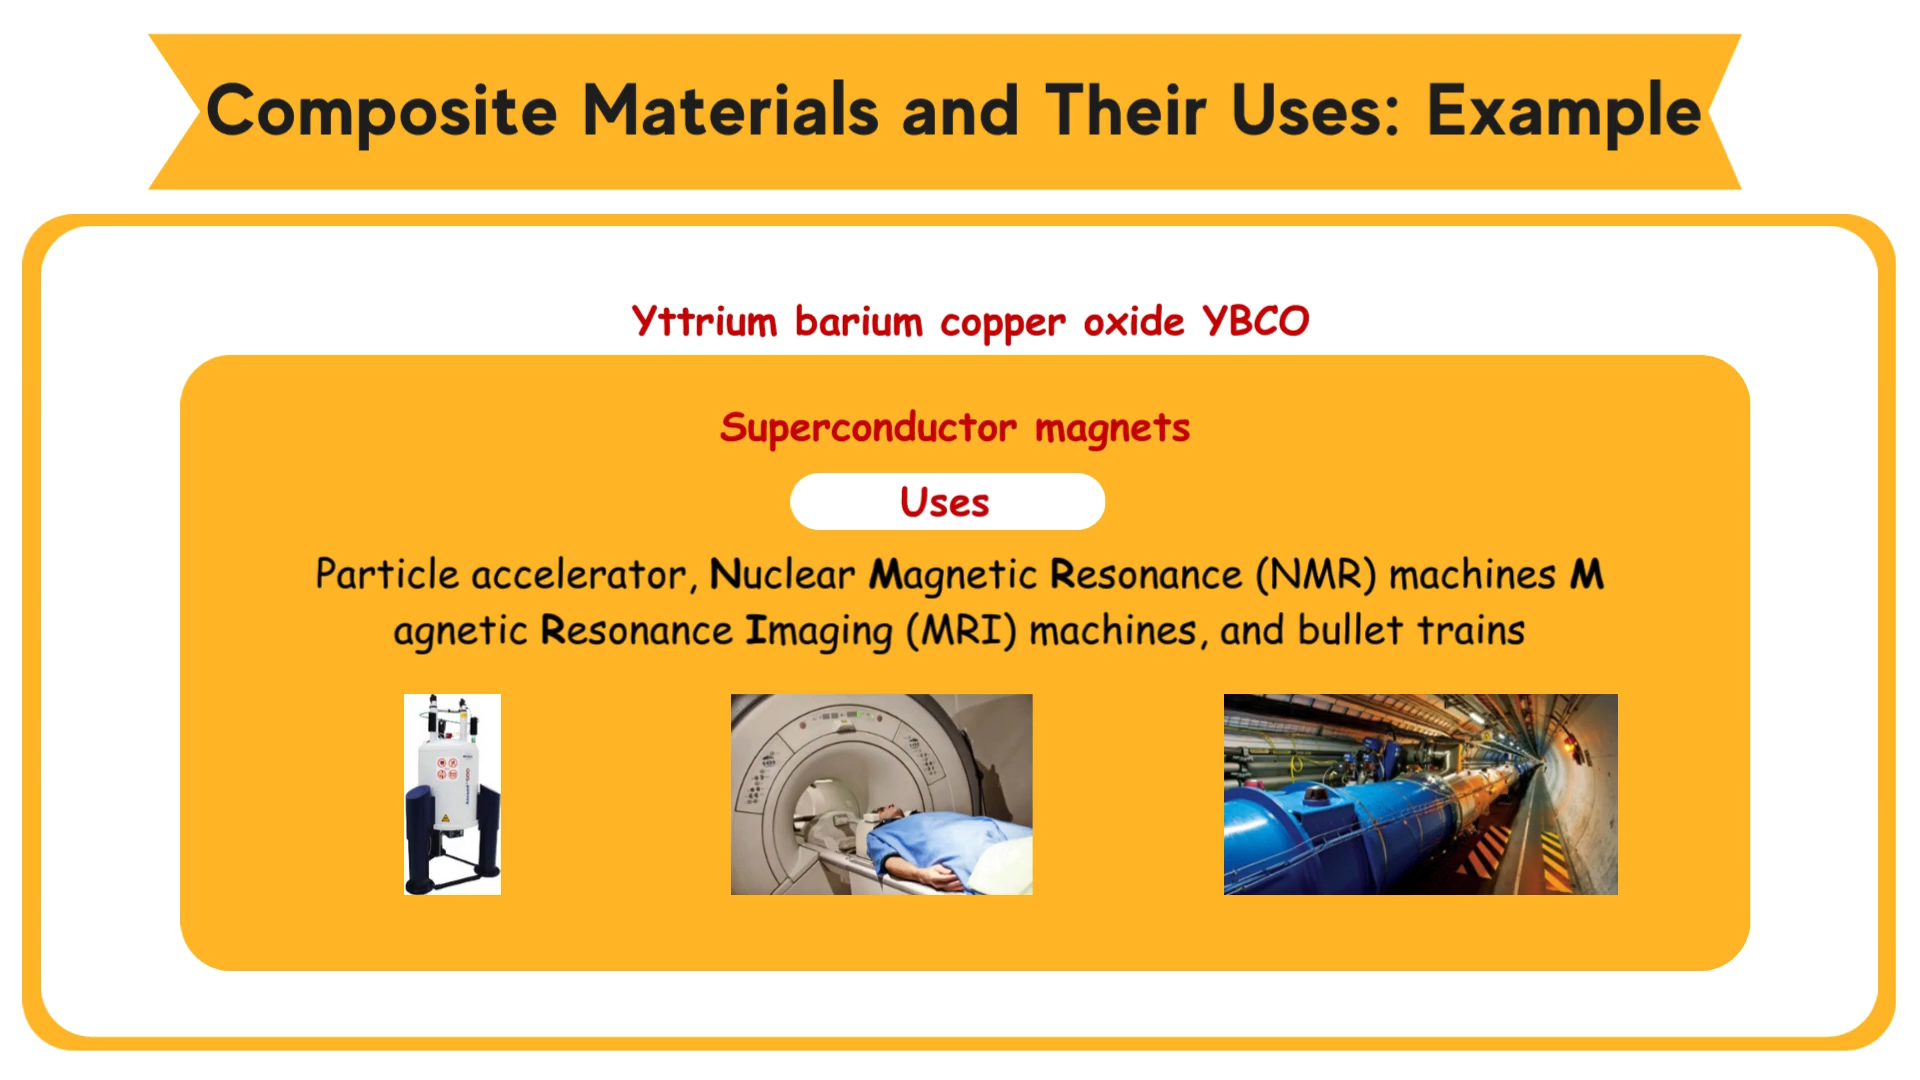 Composite Materials and Their Uses: Example
Yttrium barium copper oxide YBCO
Superconductor magnets
Uses
Particle accelerator, Nuclear Magnetic Resonance (NMR) machines M
agnetic Resonance Imaging (MRI) machines, and bullet trains